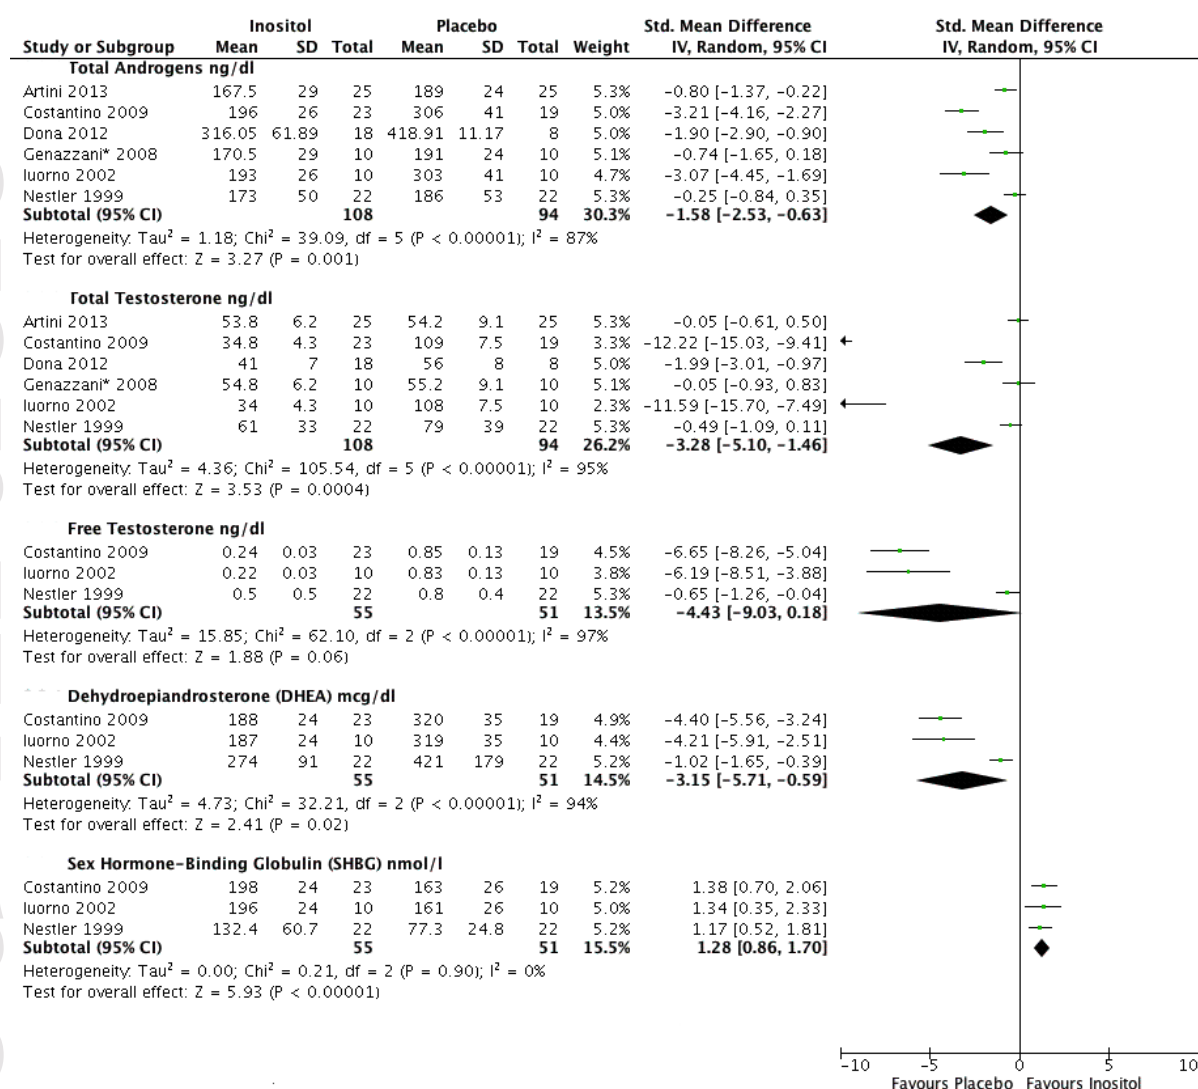 Inositol Placebo Std. Mean Difference Std. Mean Difference
Study or Subgroup Mean SD Total Mean SD Total Weight IV, Random, 95% CI IV, Random, 95% CI
Total Androgens ng/dl
Artini 2013 167.5 29 25 189 24 25 5.3% -0.80 [-1.37, -0.22]
Costantino 2009 196 26 23 306 41 19 5.0% -3.21 [-4.16, -2.27]
Dona 2012 316.05 61.89 18 418.91 11.17 8 5.0% -1.90 [-2.90, -0.90]
Genazzani* 2008 170.5 29 10 191 24 10 5.1% -0.74 [-1.65, 0.18]
Iuorno 2002 193 26 10 303 41 10 4.7% -3.07 [-4.45, -1.69]
Nestler 1999 173 50 22 186 53 22 5.3% -0.25 [-0.84, 0.35]
Subtotal (95% CI) 108 94 30.3% -1.58 [-2.53, -0.63]
Heterogeneity: Tau² = 1.18; Chi² = 39.09, df = 5 (P < 0.00001); I² = 87%
Test for overall effect: Z = 3.27 (P = 0.001)
Total Testosterone ng/dl
Artini 2013 53.8 6.2 25 54.2 9.1 25 5.3% -0.05 [-0.61, 0.50]
Costantino 2009 34.8 4.3 23 109 7.5 19 3.3% -12.22 [-15.03, -9.41]
Dona 2012 41 7 18 56 8 8 5.0% -1.99 [-3.01, -0.97]
Genazzani* 2008 54.8 6.2 10 55.2 9.1 10 5.1% -0.05 [-0.93, 0.83]
Iuorno 2002 34 4.3 10 108 7.5 10 2.3% -11.59 [-15.70, -7.49]
Nestler 1999 61 33 22 79 39 22 5.3% -0.49 [-1.09, 0.11]
Subtotal (95% CI) 108 94 26.2% -3.28 [-5.10, -1.46]
Heterogeneity: Tau² = 4.36; Chi² = 105.54, df = 5 (P < 0.00001); I² = 95%
Test for overall effect: Z = 3.53 (P = 0.0004)
Free Testosterone ng/dl
Costantino 2009 0.24 0.03 23 0.85 0.13 19 4.5% -6.65 [-8.26, -5.04]
Iuorno 2002 0.22 0.03 10 0.83 0.13 10 3.8% -6.19 [-8.51, -3.88]
Nestler 1999 0.5 0.5 22 0.8 0.4 22 5.3% -0.65 [-1.26, -0.04]
Subtotal (95% CI) 55 51 13.5% -4.43 [-9.03, 0.18]
Heterogeneity: Tau² = 15.85; Chi² = 62.10, df = 2 (P < 0.00001); I² = 97%
Test for overall effect: Z = 1.88 (P = 0.06)
Dehydroepiandrosterone (DHEA) mcg/dl
Costantino 2009 188 24 23 320 35 19 4.9% -4.40 [-5.56, -3.24]
Iuorno 2002 187 24 10 319 35 10 4.4% -4.21 [-5.91, -2.51]
Nestler 1999 274 91 22 421 179 22 5.2% -1.02 [-1.65, -0.39]
Subtotal (95% CI) 55 51 14.5% -3.15 [-5.71, -0.59]
Heterogeneity: Tau² = 4.73; Chi² = 32.21, df = 2 (P < 0.00001); I² = 94%
Test for overall effect: Z = 2.41 (P = 0.02)
Sex Hormone-Binding Globulin (SHBG) nmol/l
Costantino 2009 198 24 23 163 26 19 5.2% 1.38 [0.70, 2.06]
Iuorno 2002 196 24 10 161 26 10 5.0% 1.34 [0.35, 2.33]
Nestler 1999 132.4 60.7 22 77.3 24.8 22 5.2% 1.17 [0.52, 1.81]
Subtotal (95% CI) 55 51 15.5% 1.28 [0.86, 1.70]
Heterogeneity: Tau² = 0.00; Chi² = 0.21, df = 2 (P = 0.90); I² = 0%
Test for overall effect: Z = 5.93 (P < 0.00001)
-10 -5 0 5 10
Favours Placebo Favours Inositol